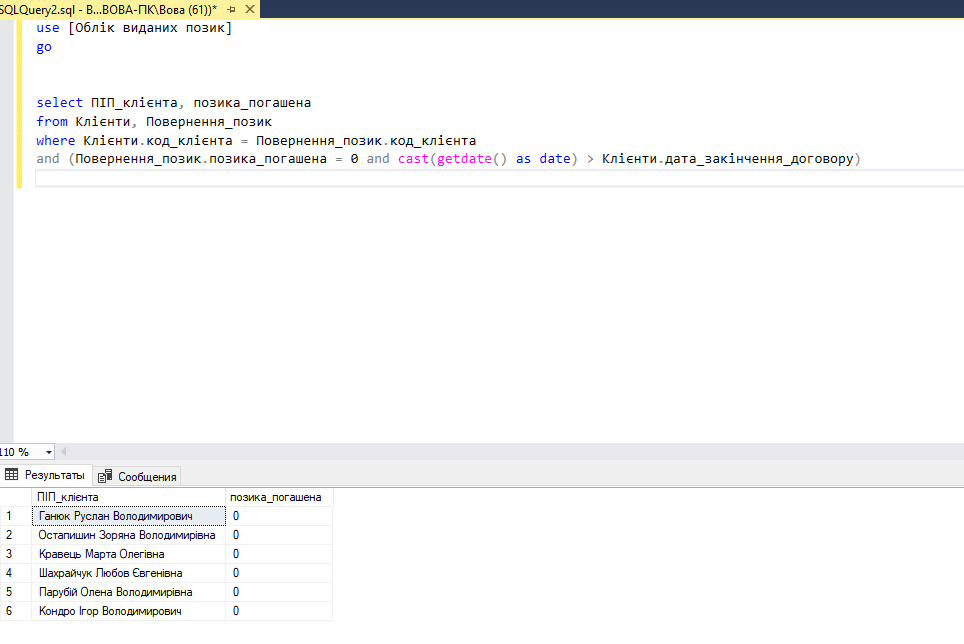 SQLQuery2.sql - B...BOBA-ПК\Вова (61))*
use [Облік виданих позик]
go
select ПІП_клієнта, позика_погашена
from Клієнти, Повернення_позик
where Клієнти.код_клієнта = Повернення_позик.код_клієнта
and (Повернення_позик.позика_погашена = 0 and cast(getdate() as date) > Клієнти.дата_закінчення_договору)
110 %
Результаты Сообщения
ПІП_клієнта позика_погашена
1 Ганюк Руслан Володимирович 0
2 Остапишин Зоряна Володимирівна 0
3 Кравець Марта Олегівна 0
4 Шахрайчук Любов Євгенівна 0
5 Парубій Олена Володимирівна 0
6 Кондро Ігор Володимирович 0